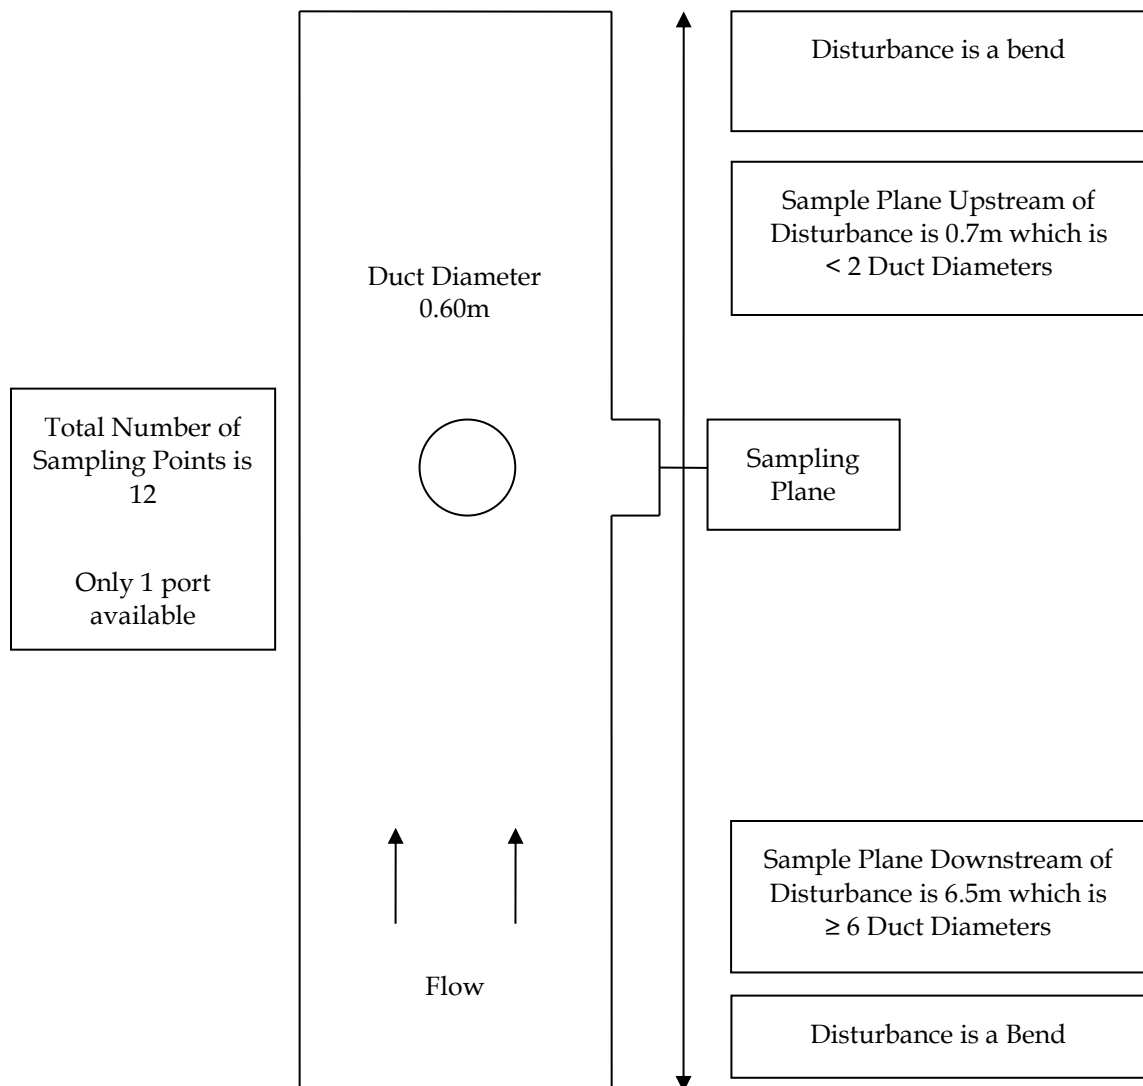 Disturbance is a bend
Sample Plane Upstream of
Disturbance is 0.7m which is
< 2 Duct Diameters
Duct Diameter
0.60m
Total Number of
Sampling Points is
12
Only 1 port
available
Sampling
Plane
Sample Plane Downstream of
Disturbance is 6.5m which is
≥ 6 Duct Diameters
Flow
Disturbance is a Bend